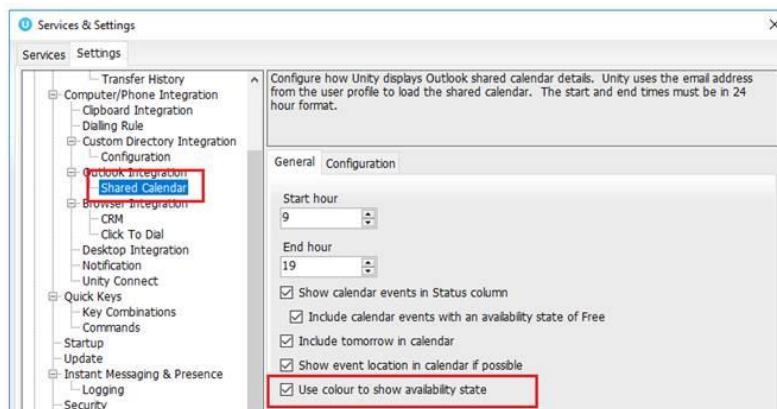 Services & Settings
Services Settings
Transfer History
Computer/Phone Integration
Clipboard Integration
Dialling Rule
Custom Directory Integration
Configuration
Outlook Integration
Shared Calendar
Browser Integration
CRM
Click To Dial
Desktop Integration
Notification
Unity Connect
Quick Keys
Key Combinations
Commands
Startup
Update
Instant Messaging & Presence
Logging
Security
Configure how Unity displays Outlook shared calendar details. Unity uses the email address
from the user profile to load the shared calendar. The start and end times must be in 24
hour format.
General Configuration
Start hour
9
End hour
19
Show calendar events in Status column
Include calendar events with an availability state of Free
Include tomorrow in calendar
Show event location in calendar if possible
Use colour to show availability state